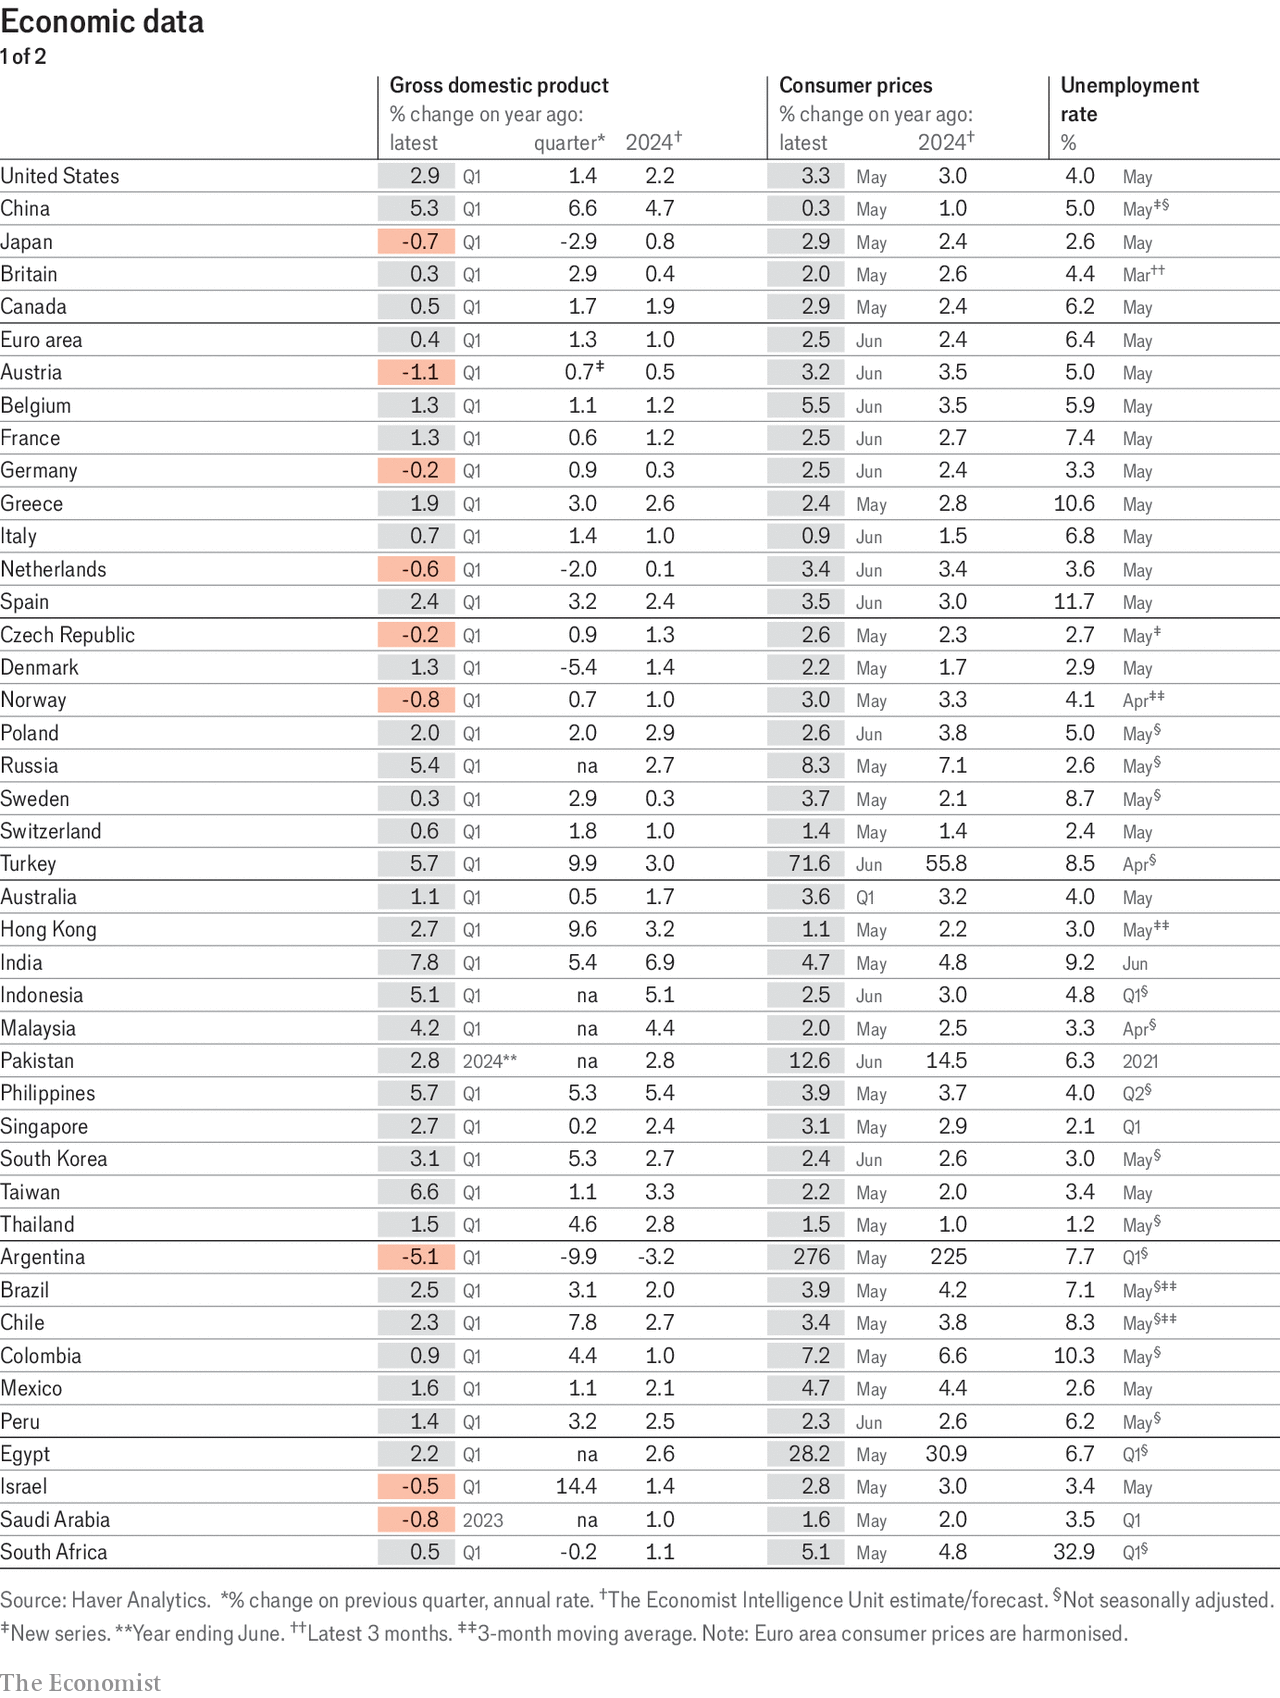 Economic data
1 of 2
Gross domestic product Consumer prices Unemployment
% change on year ago: % change on year ago: rate
latest quarter* 2024† latest 2024† %
United States 2.9 Q1 1.4 2.2 3.3 May 3.0 4.0 May
China 5.3 Q1 6.6 4.7 0.3 May 1.0 5.0 May‡§
Japan -0.7 Q1 -2.9 0.8 2.9 May 2.4 2.6 May
Britain 0.3 Q1 2.9 0.4 2.0 May 2.6 4.4 Mar††
Canada 0.5 Q1 1.7 1.9 2.9 May 2.4 6.2 May
Euro area 0.4 Q1 1.3 1.0 2.5 Jun 2.4 6.4 May
Austria -1.1 Q1 0.7‡ 0.5 3.2 Jun 3.5 5.0 May
Belgium 1.3 Q1 1.1 1.2 5.5 Jun 3.5 5.9 May
France 1.3 Q1 0.6 1.2 2.5 Jun 2.7 7.4 May
Germany -0.2 Q1 0.9 0.3 2.5 Jun 2.4 3.3 May
Greece 1.9 Q1 3.0 2.6 2.4 May 2.8 10.6 May
Italy 0.7 Q1 1.4 1.0 0.9 Jun 1.5 6.8 May
Netherlands -0.6 Q1 -2.0 0.1 3.4 Jun 3.4 3.6 May
Spain 2.4 Q1 3.2 2.4 3.5 Jun 3.0 11.7 May
Czech Republic -0.2 Q1 0.9 1.3 2.6 May 2.3 2.7 May‡
Denmark 1.3 Q1 -5.4 1.4 2.2 May 1.7 2.9 May
Norway -0.8 Q1 0.7 1.0 3.0 May 3.3 4.1 Apr‡‡
Poland 2.0 Q1 2.0 2.9 2.6 Jun 3.8 5.0 May§
Russia 5.4 Q1 na 2.7 8.3 May 7.1 2.6 May§
Sweden 0.3 Q1 2.9 0.3 3.7 May 2.1 8.7 May§
Switzerland 0.6 Q1 1.8 1.0 1.4 May 1.4 2.4 May
Turkey 5.7 Q1 9.9 3.0 71.6 Jun 55.8 8.5 Apr§
Australia 1.1 Q1 0.5 1.7 3.6 Q1 3.2 4.0 May
Hong Kong 2.7 Q1 9.6 3.2 1.1 May 2.2 3.0 May‡‡
India 7.8 Q1 5.4 6.9 4.7 May 4.8 9.2 Jun
Indonesia 5.1 Q1 na 5.1 2.5 Jun 3.0 4.8 Q1§
Malaysia 4.2 Q1 na 4.4 2.0 May 2.5 3.3 Apr§
Pakistan 2.8 2024** na 2.8 12.6 Jun 14.5 6.3 2021
Philippines 5.7 Q1 5.3 5.4 3.9 May 3.7 4.0 Q2§
Singapore 2.7 Q1 0.2 2.4 3.1 May 2.9 2.1 Q1
South Korea 3.1 Q1 5.3 2.7 2.4 Jun 2.6 3.0 May§
Taiwan 6.6 Q1 1.1 3.3 2.2 May 2.0 3.4 May
Thailand 1.5 Q1 4.6 2.8 1.5 May 1.0 1.2 May§
Argentina -5.1 Q1 -9.9 -3.2 276 May 225 7.7 Q1§
Brazil 2.5 Q1 3.1 2.0 3.9 May 4.2 7.1 May§‡‡
Chile 2.3 Q1 7.8 2.7 3.4 May 3.8 8.3 May§‡‡
Colombia 0.9 Q1 4.4 1.0 7.2 May 6.6 10.3 May§
Mexico 1.6 Q1 1.1 2.1 4.7 May 4.4 2.6 May
Peru 1.4 Q1 3.2 2.5 2.3 Jun 2.6 6.2 May§
Egypt 2.2 Q1 na 2.6 28.2 May 30.9 6.7 Q1§
Israel -0.5 Q1 14.4 1.4 2.8 May 3.0 3.4 May
Saudi Arabia -0.8 2023 na 1.0 1.6 May 2.0 3.5 Q1
South Africa 0.5 Q1 -0.2 1.1 5.1 May 4.8 32.9 Q1§
Source: Haver Analytics. *% change on previous quarter, annual rate. †The Economist Intelligence Unit estimate/forecast. §Not seasonally adjusted.
‡New series. **Year ending June. ††Latest 3 months. ‡‡3-month moving average. Note: Euro area consumer prices are harmonised.
The Economist